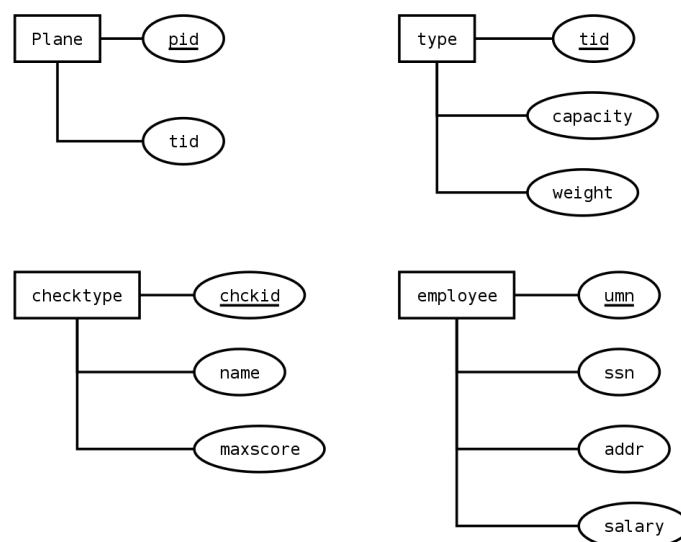 Plane pid
tid
type tid
capacity
weight
checktype chckid
name
maxscore
employee umn
ssn
addr
salary